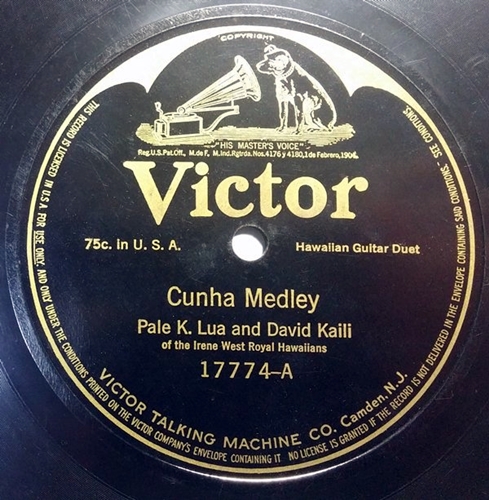 COPYRIGHT
"HIS MASTER'S VOICE"
Reg.U.S.Pat.Off., M.de F., M.Ind.Rgtrda.Nos.4176 y 4180,1 de Febrero,1906.
Victor
75c. in U. S. A.
Hawaiian Guitar Duet
Cunha Medley
Pale K. Lua and David Kaili
of the Irene West Royal Hawaiians
17774-A
VICTOR TALKING MACHINE CO. Camden, N.J.
THIS RECORD IS LICENSED IN U.S.A. FOR USE ONLY, AND ONLY UNDER THE CONDITIONS PRINTED ON THE VICTOR COMPANY'S ENVELOPE CONTAINING IT NO LICENSE IS GRANTED IF THE RECORD IS NOT DELIVERED IN THE ENVELOPE CONTAINING SAID CONDITIONS - SEE CONDITIONS.